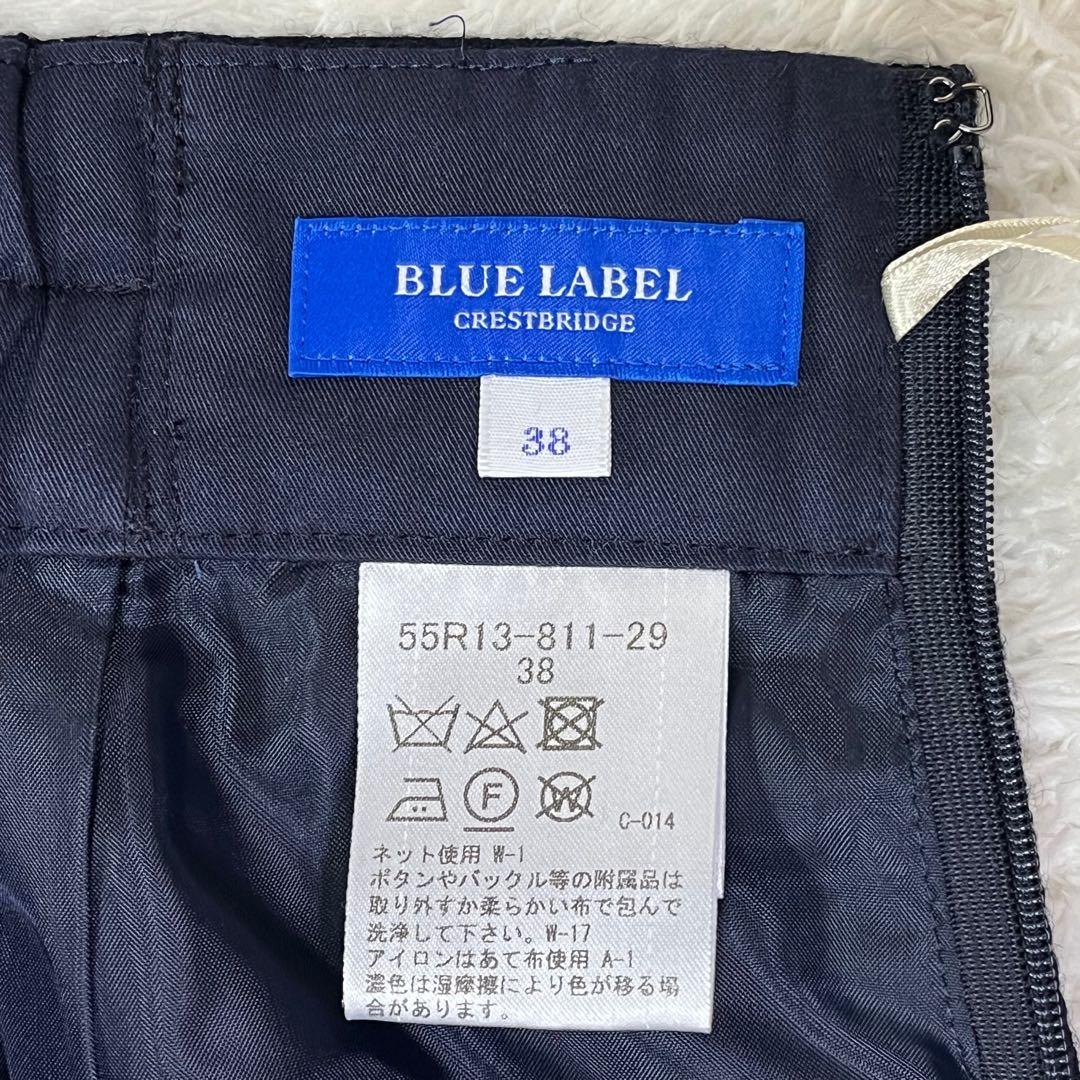 BLUE LABEL
CRESTBRIDGE
38
55R13-811-29
38
F W
C-014
ネット使用 W-1
ボタンやバックル等の附属品は
取り外すか柔らかい布で包んで
洗浄して下さい。W-17
アイロンはあて布使用 A-1
濃色は湿摩擦により色が移る場
合があります。